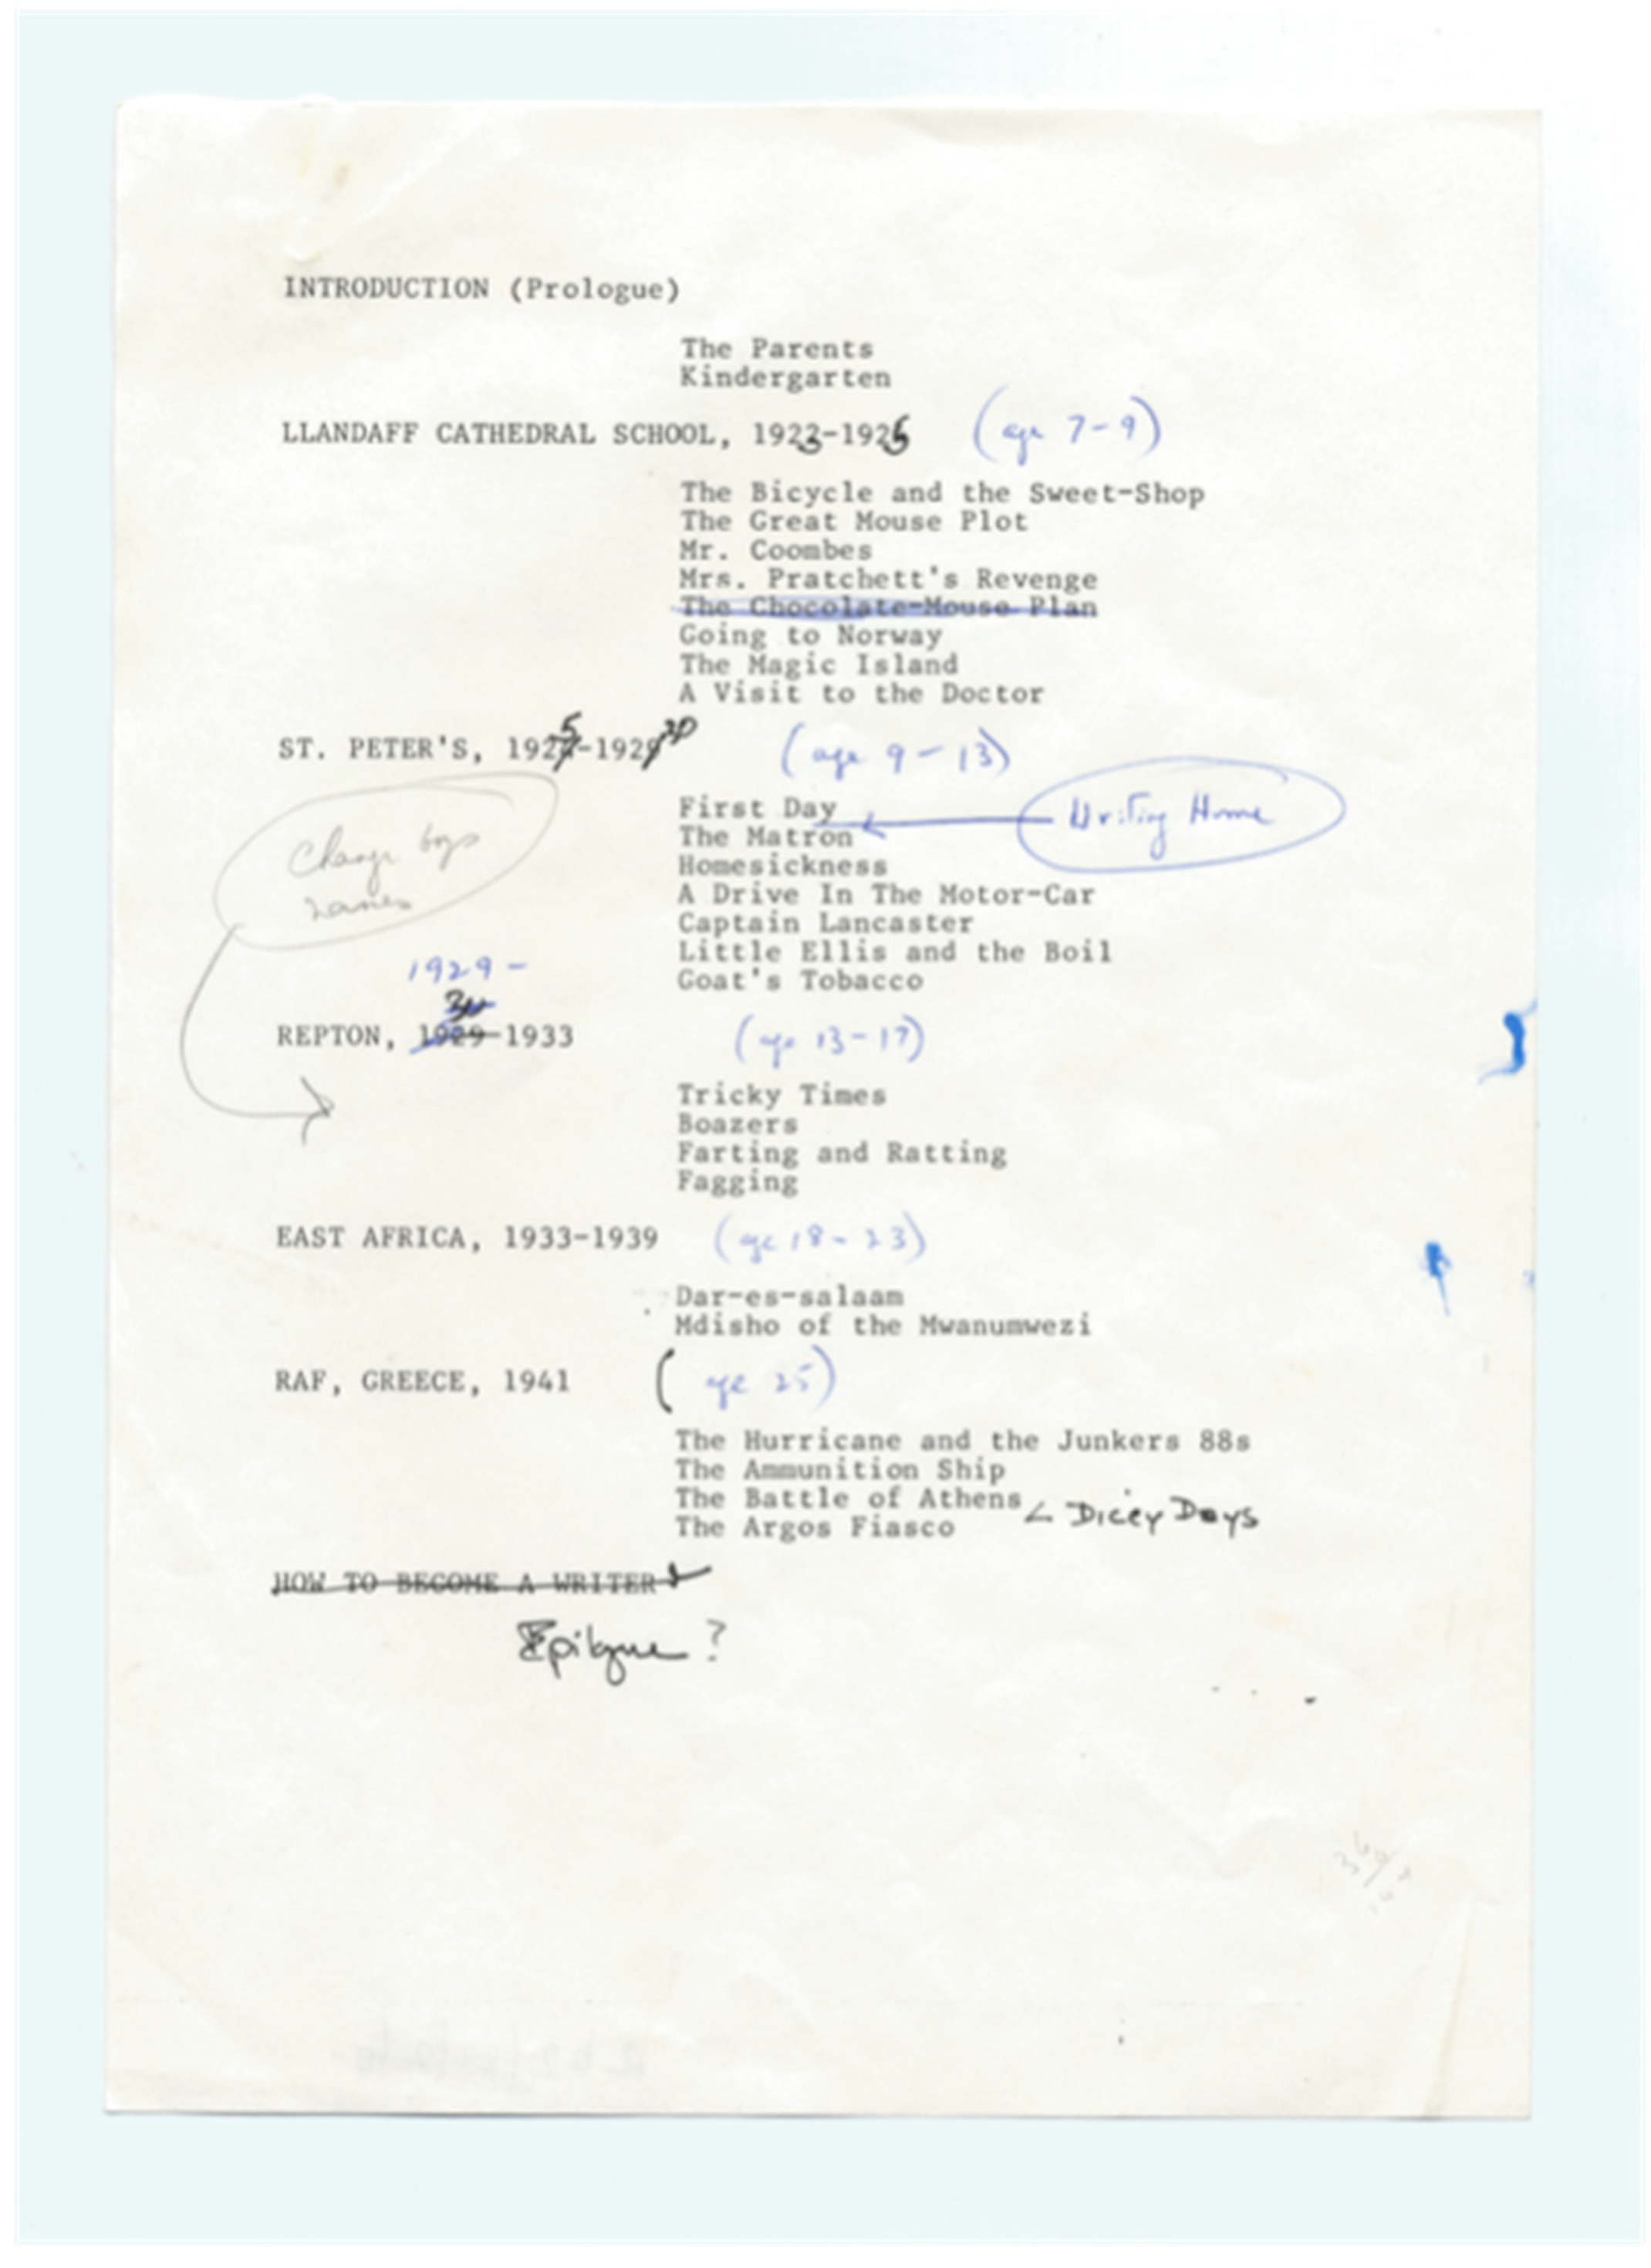 INTRODUCTION (Prologue)
The Parents
Kindergarten
LLANDAFF CATHEDRAL SCHOOL, 1923-1925 (age 7-9)
The Bicycle and the Sweet-Shop
The Great Mouse Plot
Mr. Coombes
Mrs. Pratchett's Revenge
The Chocolate-Mouse Plan
Going to Norway
The Magic Island
A Visit to the Doctor
5 30
ST. PETER'S, 192-1929 (age 9-13)
First Day
Writing Home
The Matron
Change boys
names
Homesickness
A Drive In The Motor-Car
Captain Lancaster
Little Ellis and the Boil
Goat's Tobacco
1929-
30
REPTON, 1929-1933 (age 13-17)
Tricky Times
Boazers
Farting and Ratting
Fagging
EAST AFRICA, 1933-1939 (age 18-23)
Dar-es-salaam
Mdisho of the Mwanumwezi
RAF, GREECE, 1941 (age 25)
The Hurricane and the Junkers 88s
The Ammunition Ship
The Battle of Athens
Dicey Days
The Argos Fiasco
HOW TO BECOME A WRITER
Epilogue?